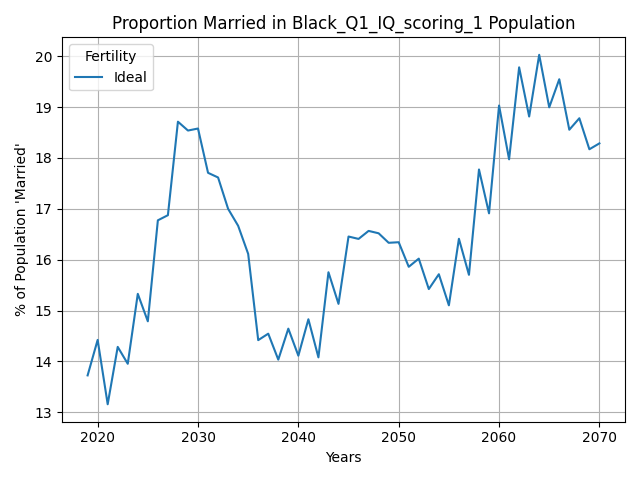 Proportion Married in Black_Q1_IQ_scoring_1 Population
Fertility
Ideal
% of Population 'Married'
20
19
18
17
16
15
14
13
2020 2030 2040 2050 2060 2070
Years